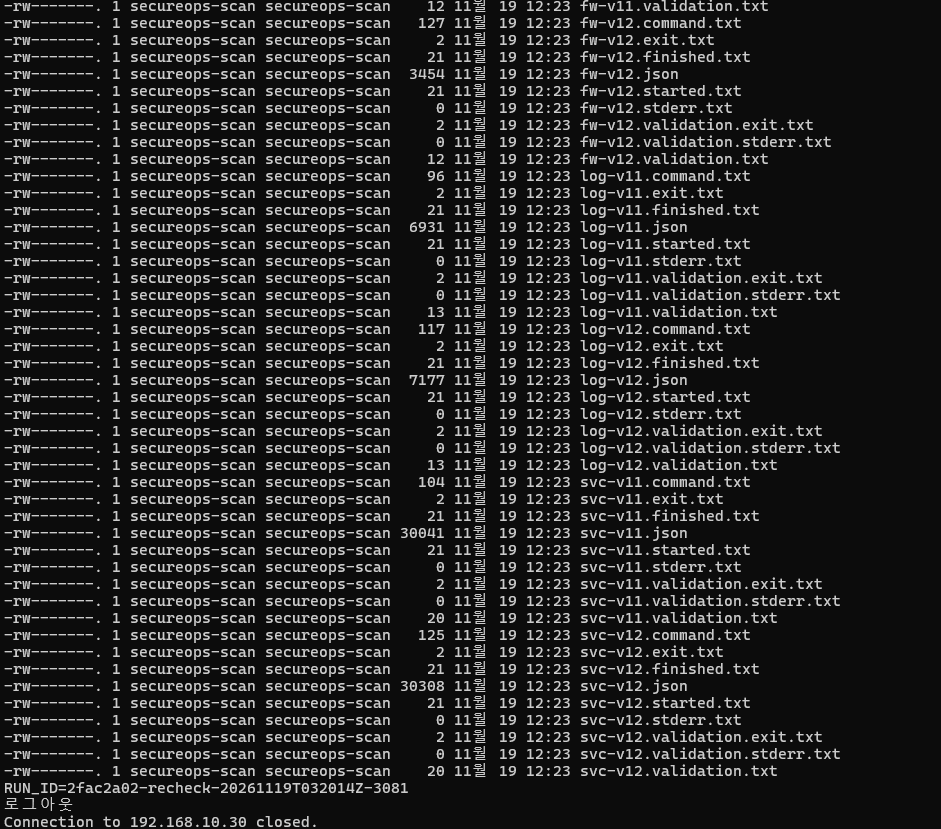 -rw-------. 1 secureops-scan secureops-scan    12 11월  19 12:23 fw-v11.validation.txt
-rw-------. 1 secureops-scan secureops-scan   127 11월  19 12:23 fw-v12.command.txt
-rw-------. 1 secureops-scan secureops-scan     2 11월  19 12:23 fw-v12.exit.txt
-rw-------. 1 secureops-scan secureops-scan    21 11월  19 12:23 fw-v12.finished.txt
-rw-------. 1 secureops-scan secureops-scan  3454 11월  19 12:23 fw-v12.json
-rw-------. 1 secureops-scan secureops-scan    21 11월  19 12:23 fw-v12.started.txt
-rw-------. 1 secureops-scan secureops-scan     0 11월  19 12:23 fw-v12.stderr.txt
-rw-------. 1 secureops-scan secureops-scan     2 11월  19 12:23 fw-v12.validation.exit.txt
-rw-------. 1 secureops-scan secureops-scan     0 11월  19 12:23 fw-v12.validation.stderr.txt
-rw-------. 1 secureops-scan secureops-scan    12 11월  19 12:23 fw-v12.validation.txt
-rw-------. 1 secureops-scan secureops-scan    96 11월  19 12:23 log-v11.command.txt
-rw-------. 1 secureops-scan secureops-scan     2 11월  19 12:23 log-v11.exit.txt
-rw-------. 1 secureops-scan secureops-scan    21 11월  19 12:23 log-v11.finished.txt
-rw-------. 1 secureops-scan secureops-scan  6931 11월  19 12:23 log-v11.json
-rw-------. 1 secureops-scan secureops-scan    21 11월  19 12:23 log-v11.started.txt
-rw-------. 1 secureops-scan secureops-scan     0 11월  19 12:23 log-v11.stderr.txt
-rw-------. 1 secureops-scan secureops-scan     2 11월  19 12:23 log-v11.validation.exit.txt
-rw-------. 1 secureops-scan secureops-scan     0 11월  19 12:23 log-v11.validation.stderr.txt
-rw-------. 1 secureops-scan secureops-scan    13 11월  19 12:23 log-v11.validation.txt
-rw-------. 1 secureops-scan secureops-scan   117 11월  19 12:23 log-v12.command.txt
-rw-------. 1 secureops-scan secureops-scan     2 11월  19 12:23 log-v12.exit.txt
-rw-------. 1 secureops-scan secureops-scan    21 11월  19 12:23 log-v12.finished.txt
-rw-------. 1 secureops-scan secureops-scan  7177 11월  19 12:23 log-v12.json
-rw-------. 1 secureops-scan secureops-scan    21 11월  19 12:23 log-v12.started.txt
-rw-------. 1 secureops-scan secureops-scan     0 11월  19 12:23 log-v12.stderr.txt
-rw-------. 1 secureops-scan secureops-scan     2 11월  19 12:23 log-v12.validation.exit.txt
-rw-------. 1 secureops-scan secureops-scan     0 11월  19 12:23 log-v12.validation.stderr.txt
-rw-------. 1 secureops-scan secureops-scan    13 11월  19 12:23 log-v12.validation.txt
-rw-------. 1 secureops-scan secureops-scan   104 11월  19 12:23 svc-v11.command.txt
-rw-------. 1 secureops-scan secureops-scan     2 11월  19 12:23 svc-v11.exit.txt
-rw-------. 1 secureops-scan secureops-scan    21 11월  19 12:23 svc-v11.finished.txt
-rw-------. 1 secureops-scan secureops-scan 30041 11월  19 12:23 svc-v11.json
-rw-------. 1 secureops-scan secureops-scan    21 11월  19 12:23 svc-v11.started.txt
-rw-------. 1 secureops-scan secureops-scan     0 11월  19 12:23 svc-v11.stderr.txt
-rw-------. 1 secureops-scan secureops-scan     2 11월  19 12:23 svc-v11.validation.exit.txt
-rw-------. 1 secureops-scan secureops-scan     0 11월  19 12:23 svc-v11.validation.stderr.txt
-rw-------. 1 secureops-scan secureops-scan    20 11월  19 12:23 svc-v11.validation.txt
-rw-------. 1 secureops-scan secureops-scan   125 11월  19 12:23 svc-v12.command.txt
-rw-------. 1 secureops-scan secureops-scan     2 11월  19 12:23 svc-v12.exit.txt
-rw-------. 1 secureops-scan secureops-scan    21 11월  19 12:23 svc-v12.finished.txt
-rw-------. 1 secureops-scan secureops-scan 30308 11월  19 12:23 svc-v12.json
-rw-------. 1 secureops-scan secureops-scan    21 11월  19 12:23 svc-v12.started.txt
-rw-------. 1 secureops-scan secureops-scan     0 11월  19 12:23 svc-v12.stderr.txt
-rw-------. 1 secureops-scan secureops-scan     2 11월  19 12:23 svc-v12.validation.exit.txt
-rw-------. 1 secureops-scan secureops-scan     0 11월  19 12:23 svc-v12.validation.stderr.txt
-rw-------. 1 secureops-scan secureops-scan    20 11월  19 12:23 svc-v12.validation.txt
RUN_ID=2fac2a02-recheck-20261119T032014Z-3081
로그아웃
Connection to 192.168.10.30 closed.